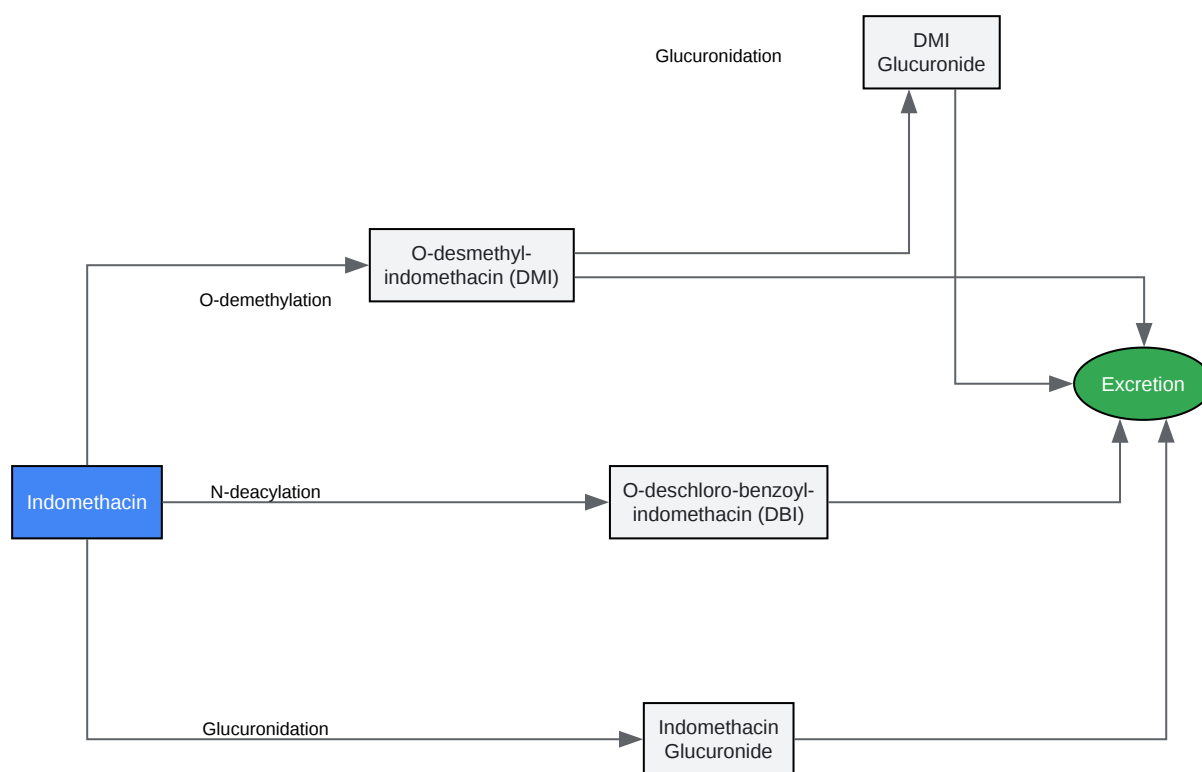 Glucuronidation
DMI
Glucuronide
O-desmethyl-
indomethacin (DMI)
O-demethylation
Excretion
Indomethacin
N-deacylation
O-deschloro-benzoyl-
indomethacin (DBI)
Glucuronidation
Indomethacin
Glucuronide